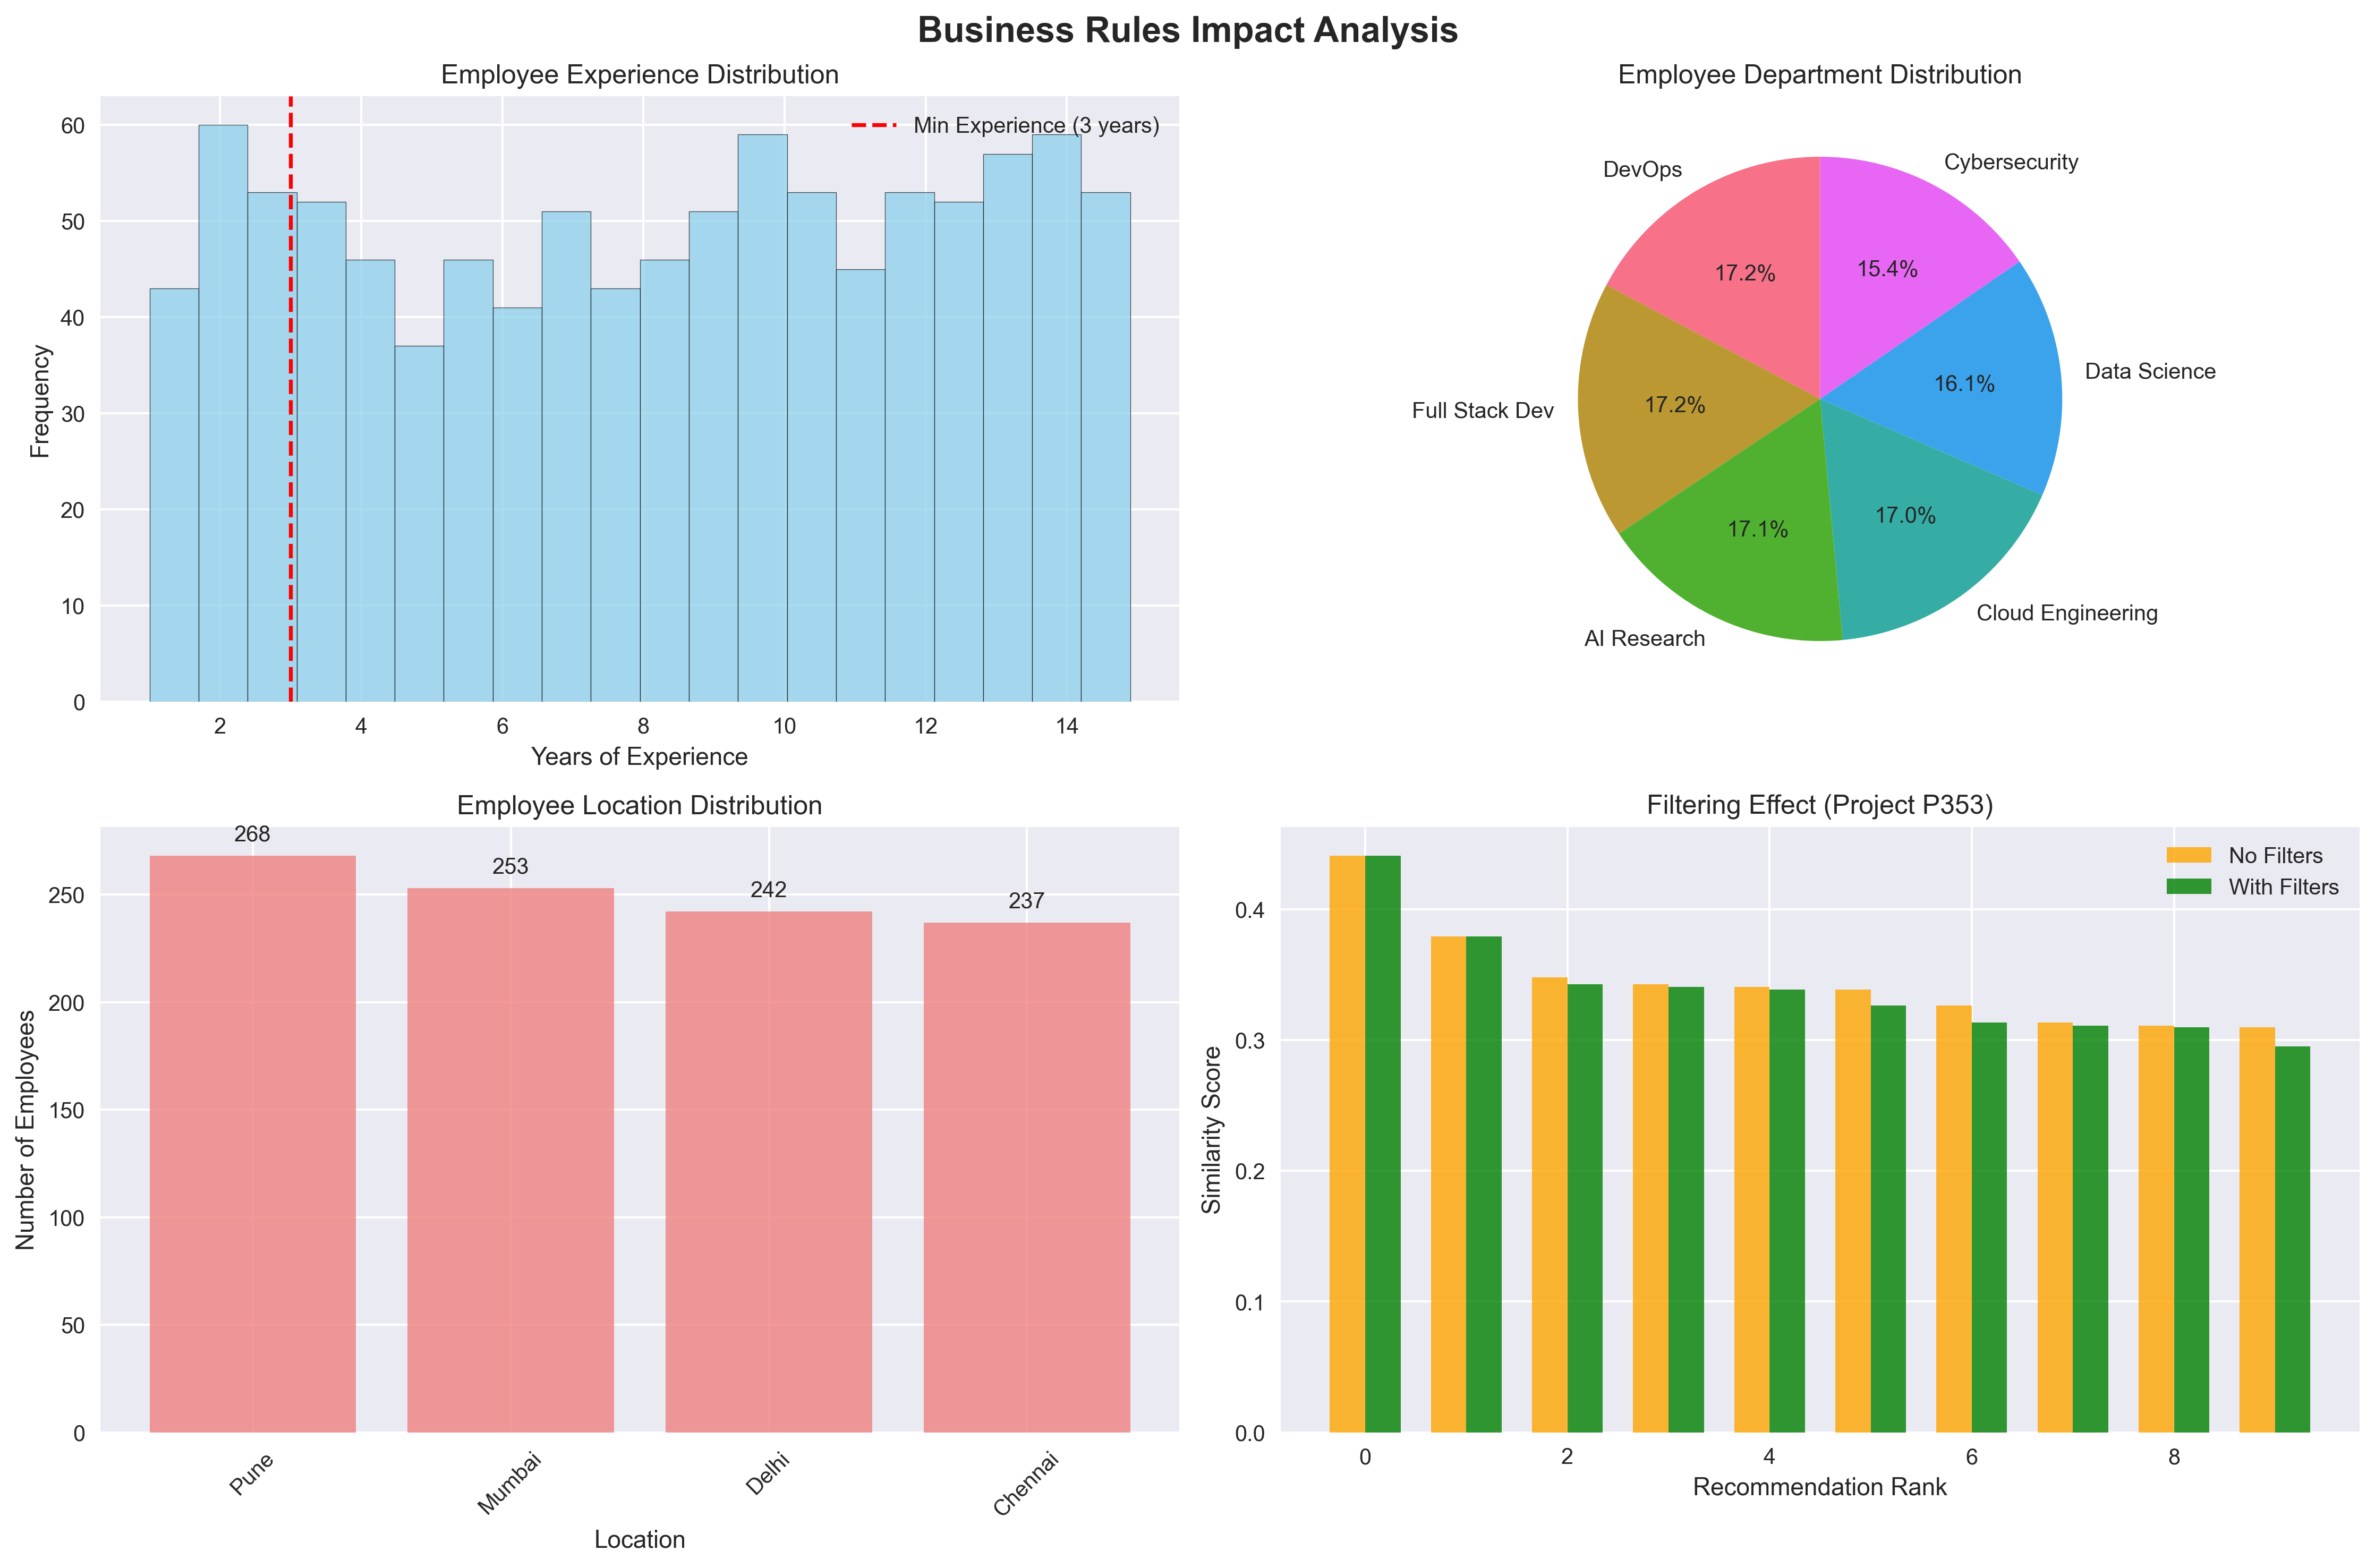 Business Rules Impact Analysis
Employee Experience Distribution
Min Experience (3 years)
60
50
40
30
20
10
0
Frequency
2
4
6
8
10
12
14
Years of Experience
Employee Department Distribution
DevOps
Cybersecurity
17.2%
15.4%
Data Science
16.1%
Full Stack Dev
17.2%
17.1%
17.0%
AI Research
Cloud Engineering
Employee Location Distribution
268
253
242
237
250
200
150
100
50
0
Number of Employees
Pune
Mumbai
Delhi
Chennai
Location
Filtering Effect (Project P353)
No Filters
With Filters
0.4
0.3
0.2
0.1
0.0
Similarity Score
0
2
4
6
8
Recommendation Rank